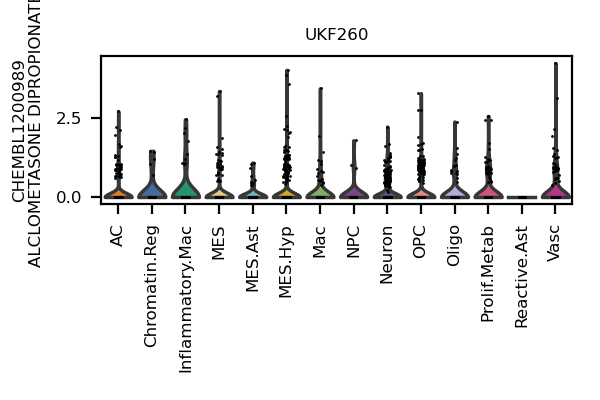 UKF260
CHEMBL1200989
ALCLOMETASONE DIPROPIONATE
2.5
0.0
AC
Chromatin.Reg
Inflammatory.Mac
MES
MES.Ast
MES.Hyp
Mac
NPC
Neuron
OPC
Oligo
Prolif.Metab
Reactive.Ast
Vasc